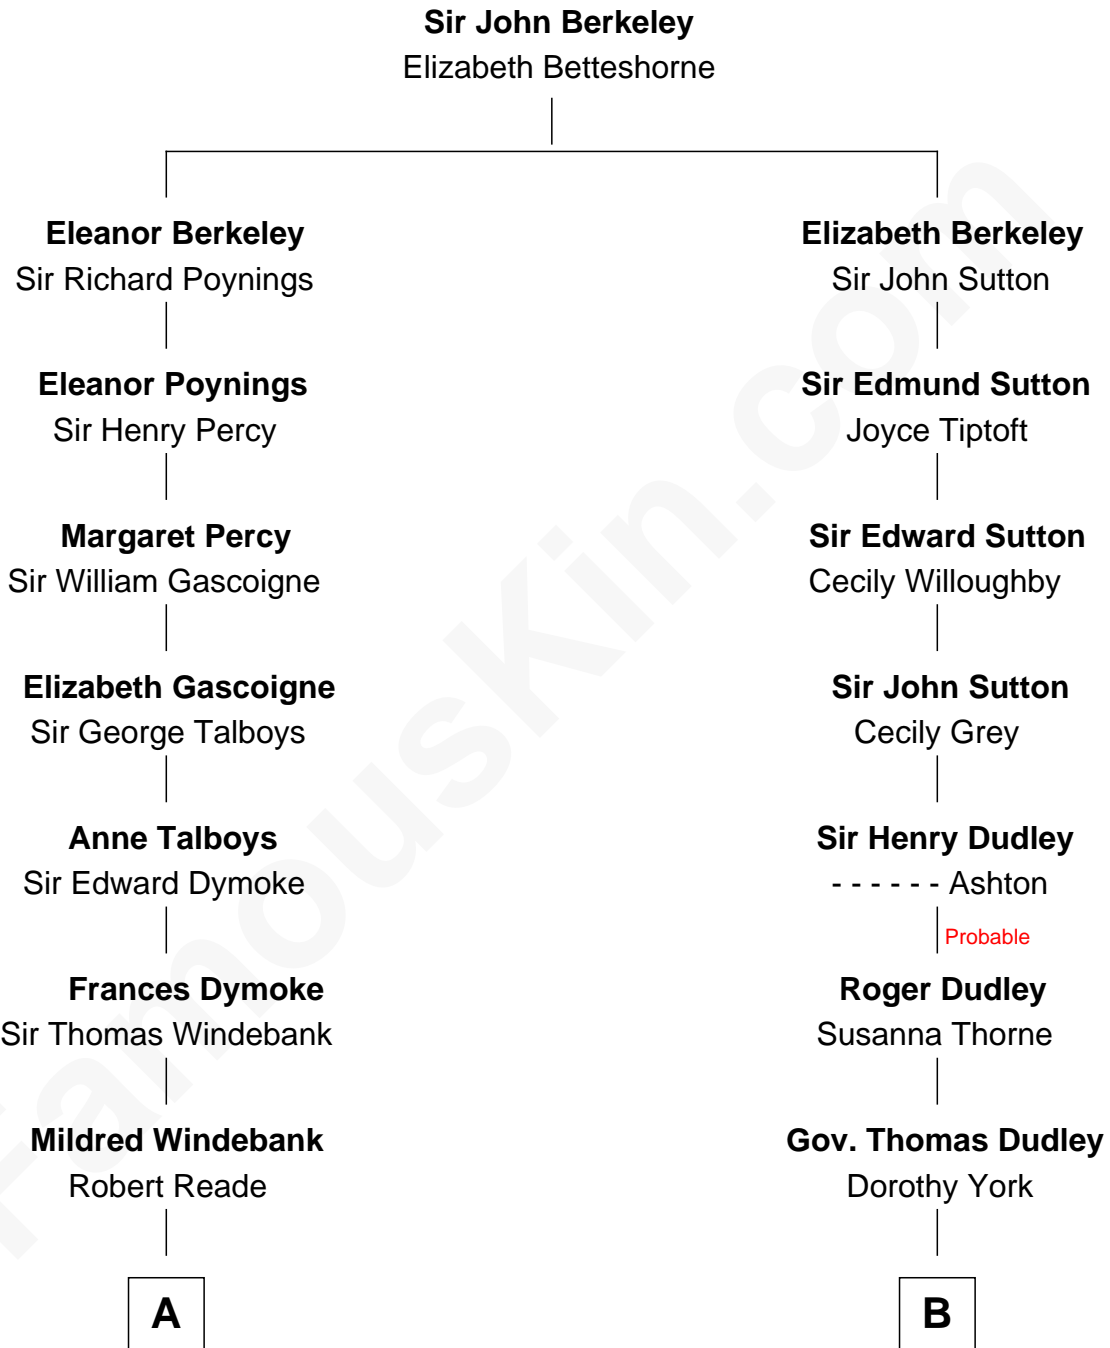 Sir John Berkeley
Elizabeth Betteshorne
Eleanor Berkeley
Sir Richard Poynings
Elizabeth Berkeley
Sir John Sutton
Eleanor Poynings
Sir Henry Percy
Sir Edmund Sutton
Joyce Tiptoft
Margaret Percy
Sir William Gascoigne
Sir Edward Sutton
Cecily Willoughby
Elizabeth Gascoigne
Sir George Talboys
Sir John Sutton
Cecily Grey
Anne Talboys
Sir Edward Dymoke
Sir Henry Dudley
- - - - - - Ashton
Probable
Frances Dymoke
Sir Thomas Windebank
Roger Dudley
Susanna Thorne
Mildred Windebank
Robert Reade
Gov. Thomas Dudley
Dorothy York
A
B
FamousKin.com